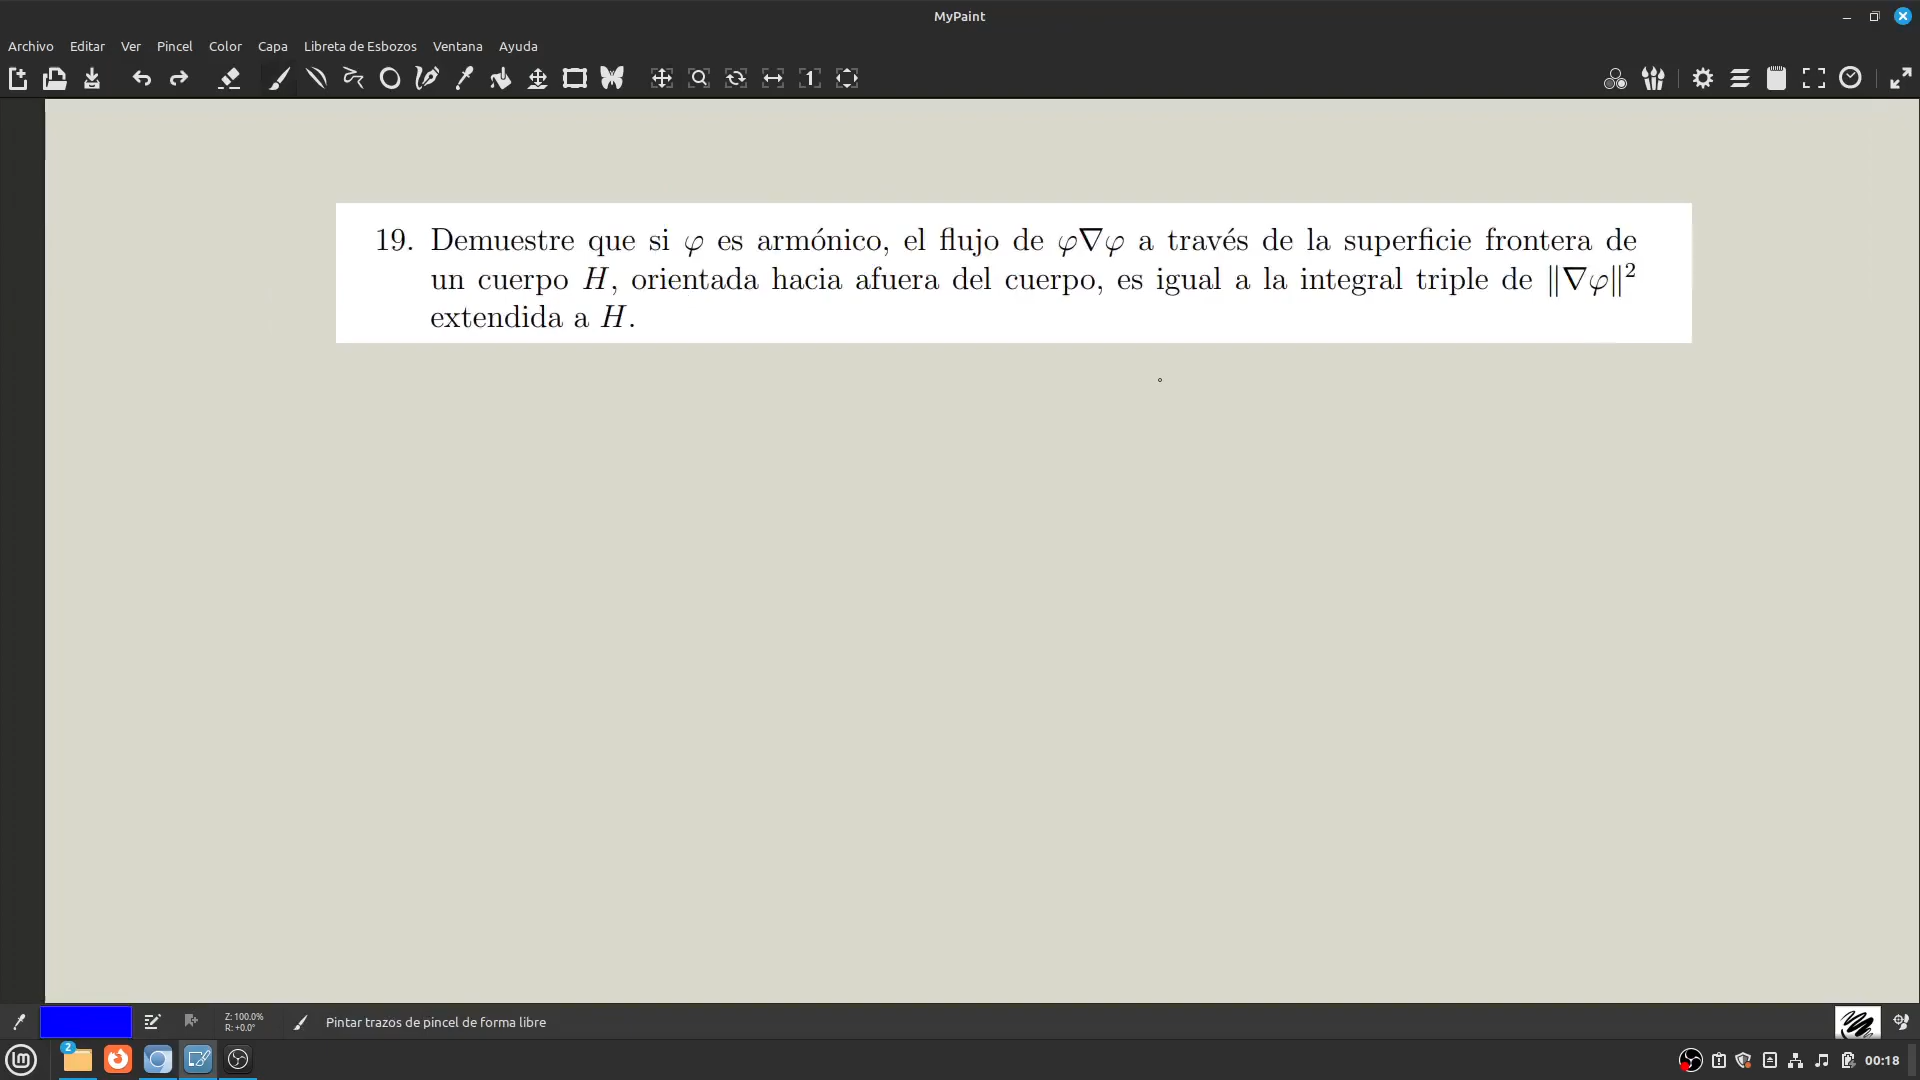 MyPaint
Archivo Editar Ver Pincel Color Capa Libreta de Esbozos Ventana Ayuda
1
19. Demuestre que si φ es armónico, el flujo de φ∇φ a través de la superficie frontera de
un cuerpo H, orientada hacia afuera del cuerpo, es igual a la integral triple de ‖∇φ‖²
extendida a H.
Z: 100.0%
R: +0.0°
Pintar trazos de pincel de forma libre
2
00:18